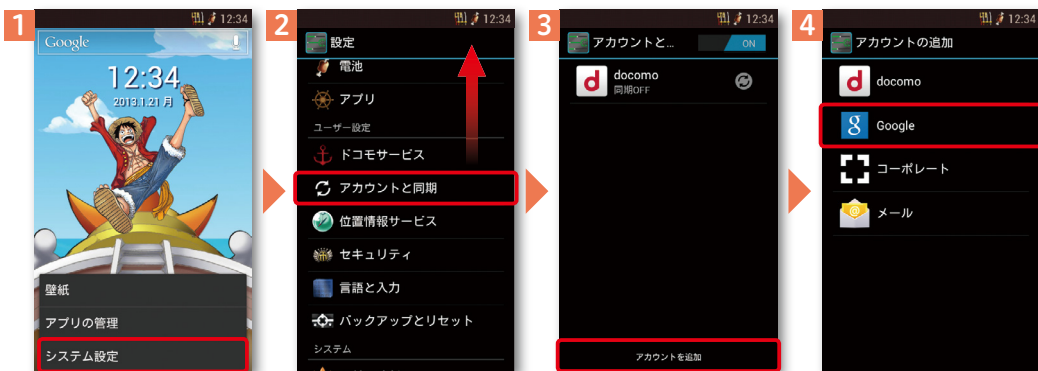 1
12:34
Google
12:34
2013.1.21 月
壁紙
アプリの管理
システム設定
2
12:34
設定
電池
アプリ
ユーザー設定
ドコモサービス
アカウントと同期
位置情報サービス
セキュリティ
言語と入力
バックアップとリセット
システム
3
12:34
アカウントと...
ON
d
docomo
同期OFF
アカウントを追加
4
12:34
アカウントの追加
d
docomo
g
Google
コーポレート
@
メール